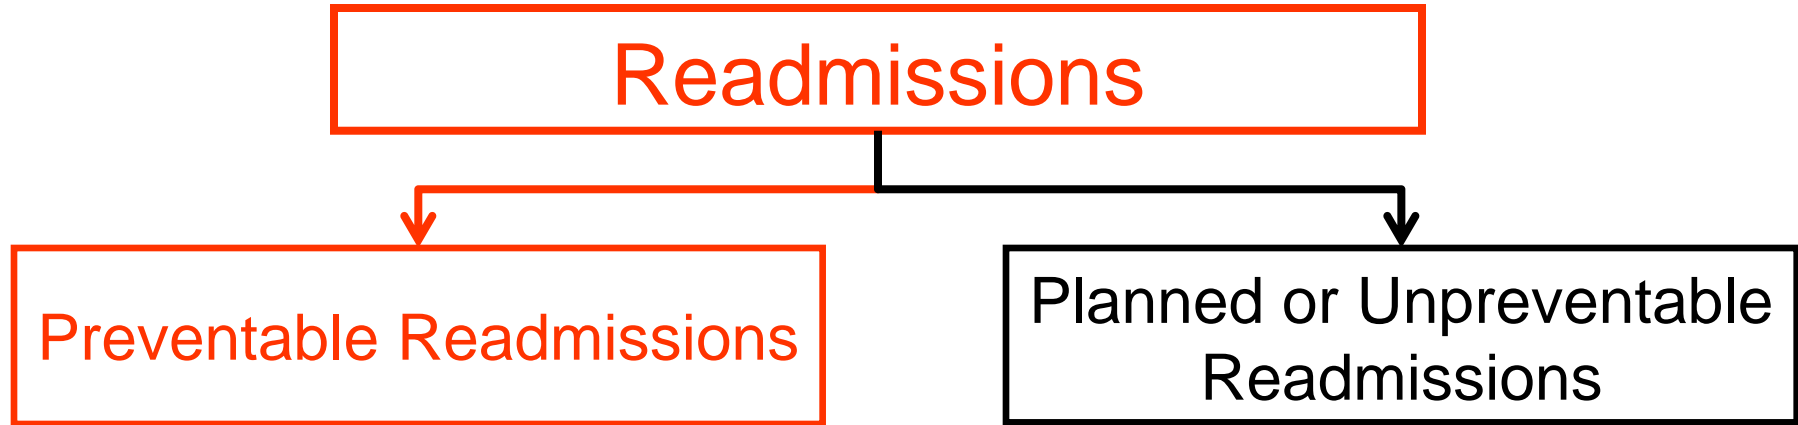 Readmissions
Preventable Readmissions
Planned or Unpreventable
Readmissions